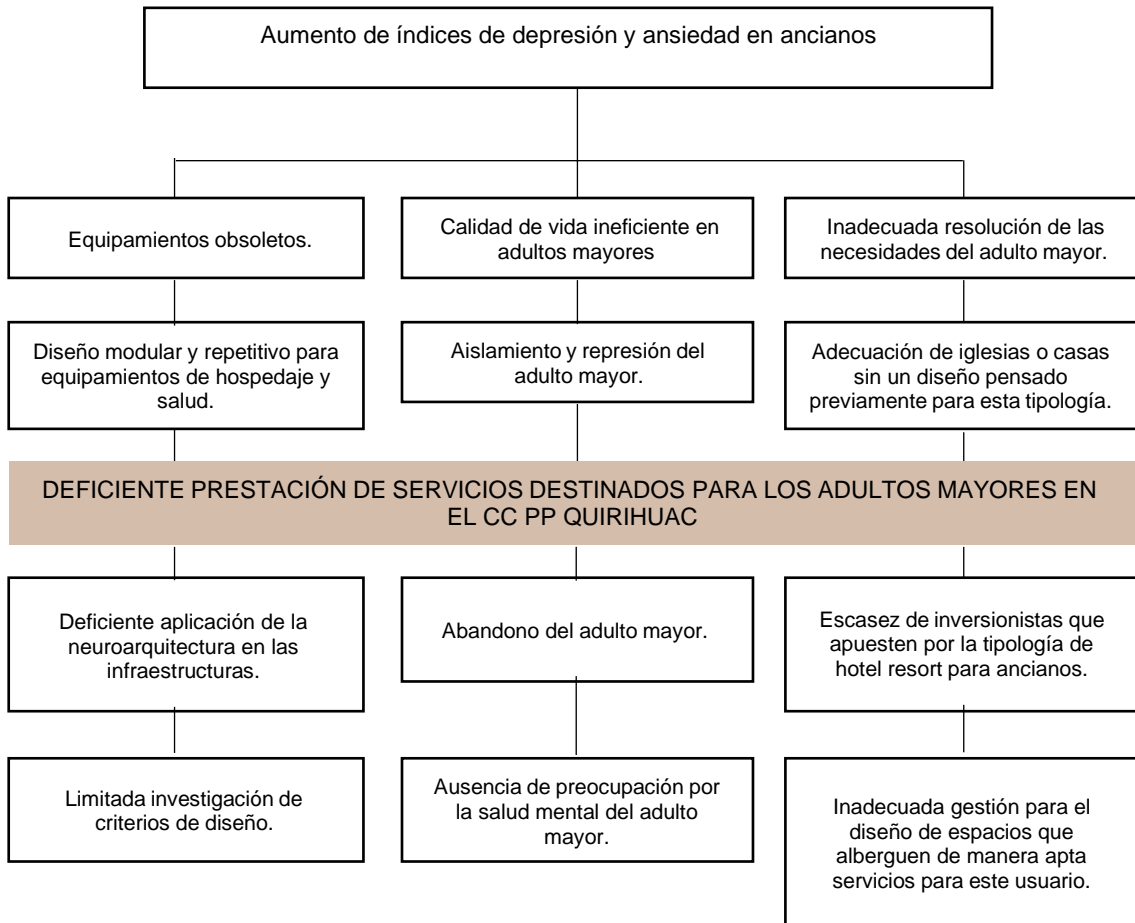 Aumento de índices de depresión y ansiedad en ancianos
Equipamientos obsoletos.
Calidad de vida ineficiente en
adultos mayores
Inadecuada resolución de las
necesidades del adulto mayor.
Diseño modular y repetitivo para
equipamientos de hospedaje y
salud.
Aislamiento y represión del
adulto mayor.
Adecuación de iglesias o casas
sin un diseño pensado
previamente para esta tipología.
DEFICIENTE PRESTACIÓN DE SERVICIOS DESTINADOS PARA LOS ADULTOS MAYORES EN
EL CC PP QUIRIHUAC
Deficiente aplicación de la
neuroarquitectura en las
infraestructuras.
Abandono del adulto mayor.
Escasez de inversionistas que
apuesten por la tipología de
hotel resort para ancianos.
Limitada investigación de
criterios de diseño.
Ausencia de preocupación por
la salud mental del adulto
mayor.
Inadecuada gestión para el
diseño de espacios que
alberguen de manera apta
servicios para este usuario.